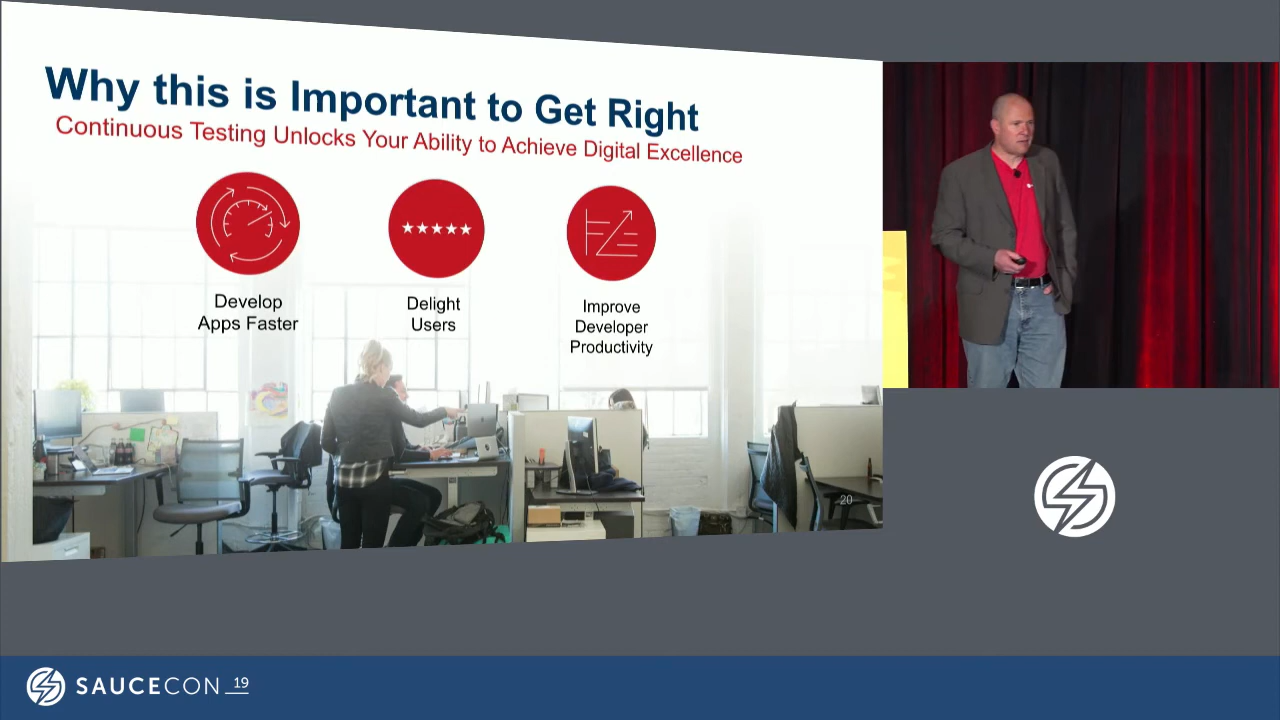 Why this is Important to Get Right
Continuous Testing Unlocks Your Ability to Achieve Digital Excellence
Develop
Apps Faster
Delight
Users
Improve
Developer
Productivity
20
SAUCECON 19